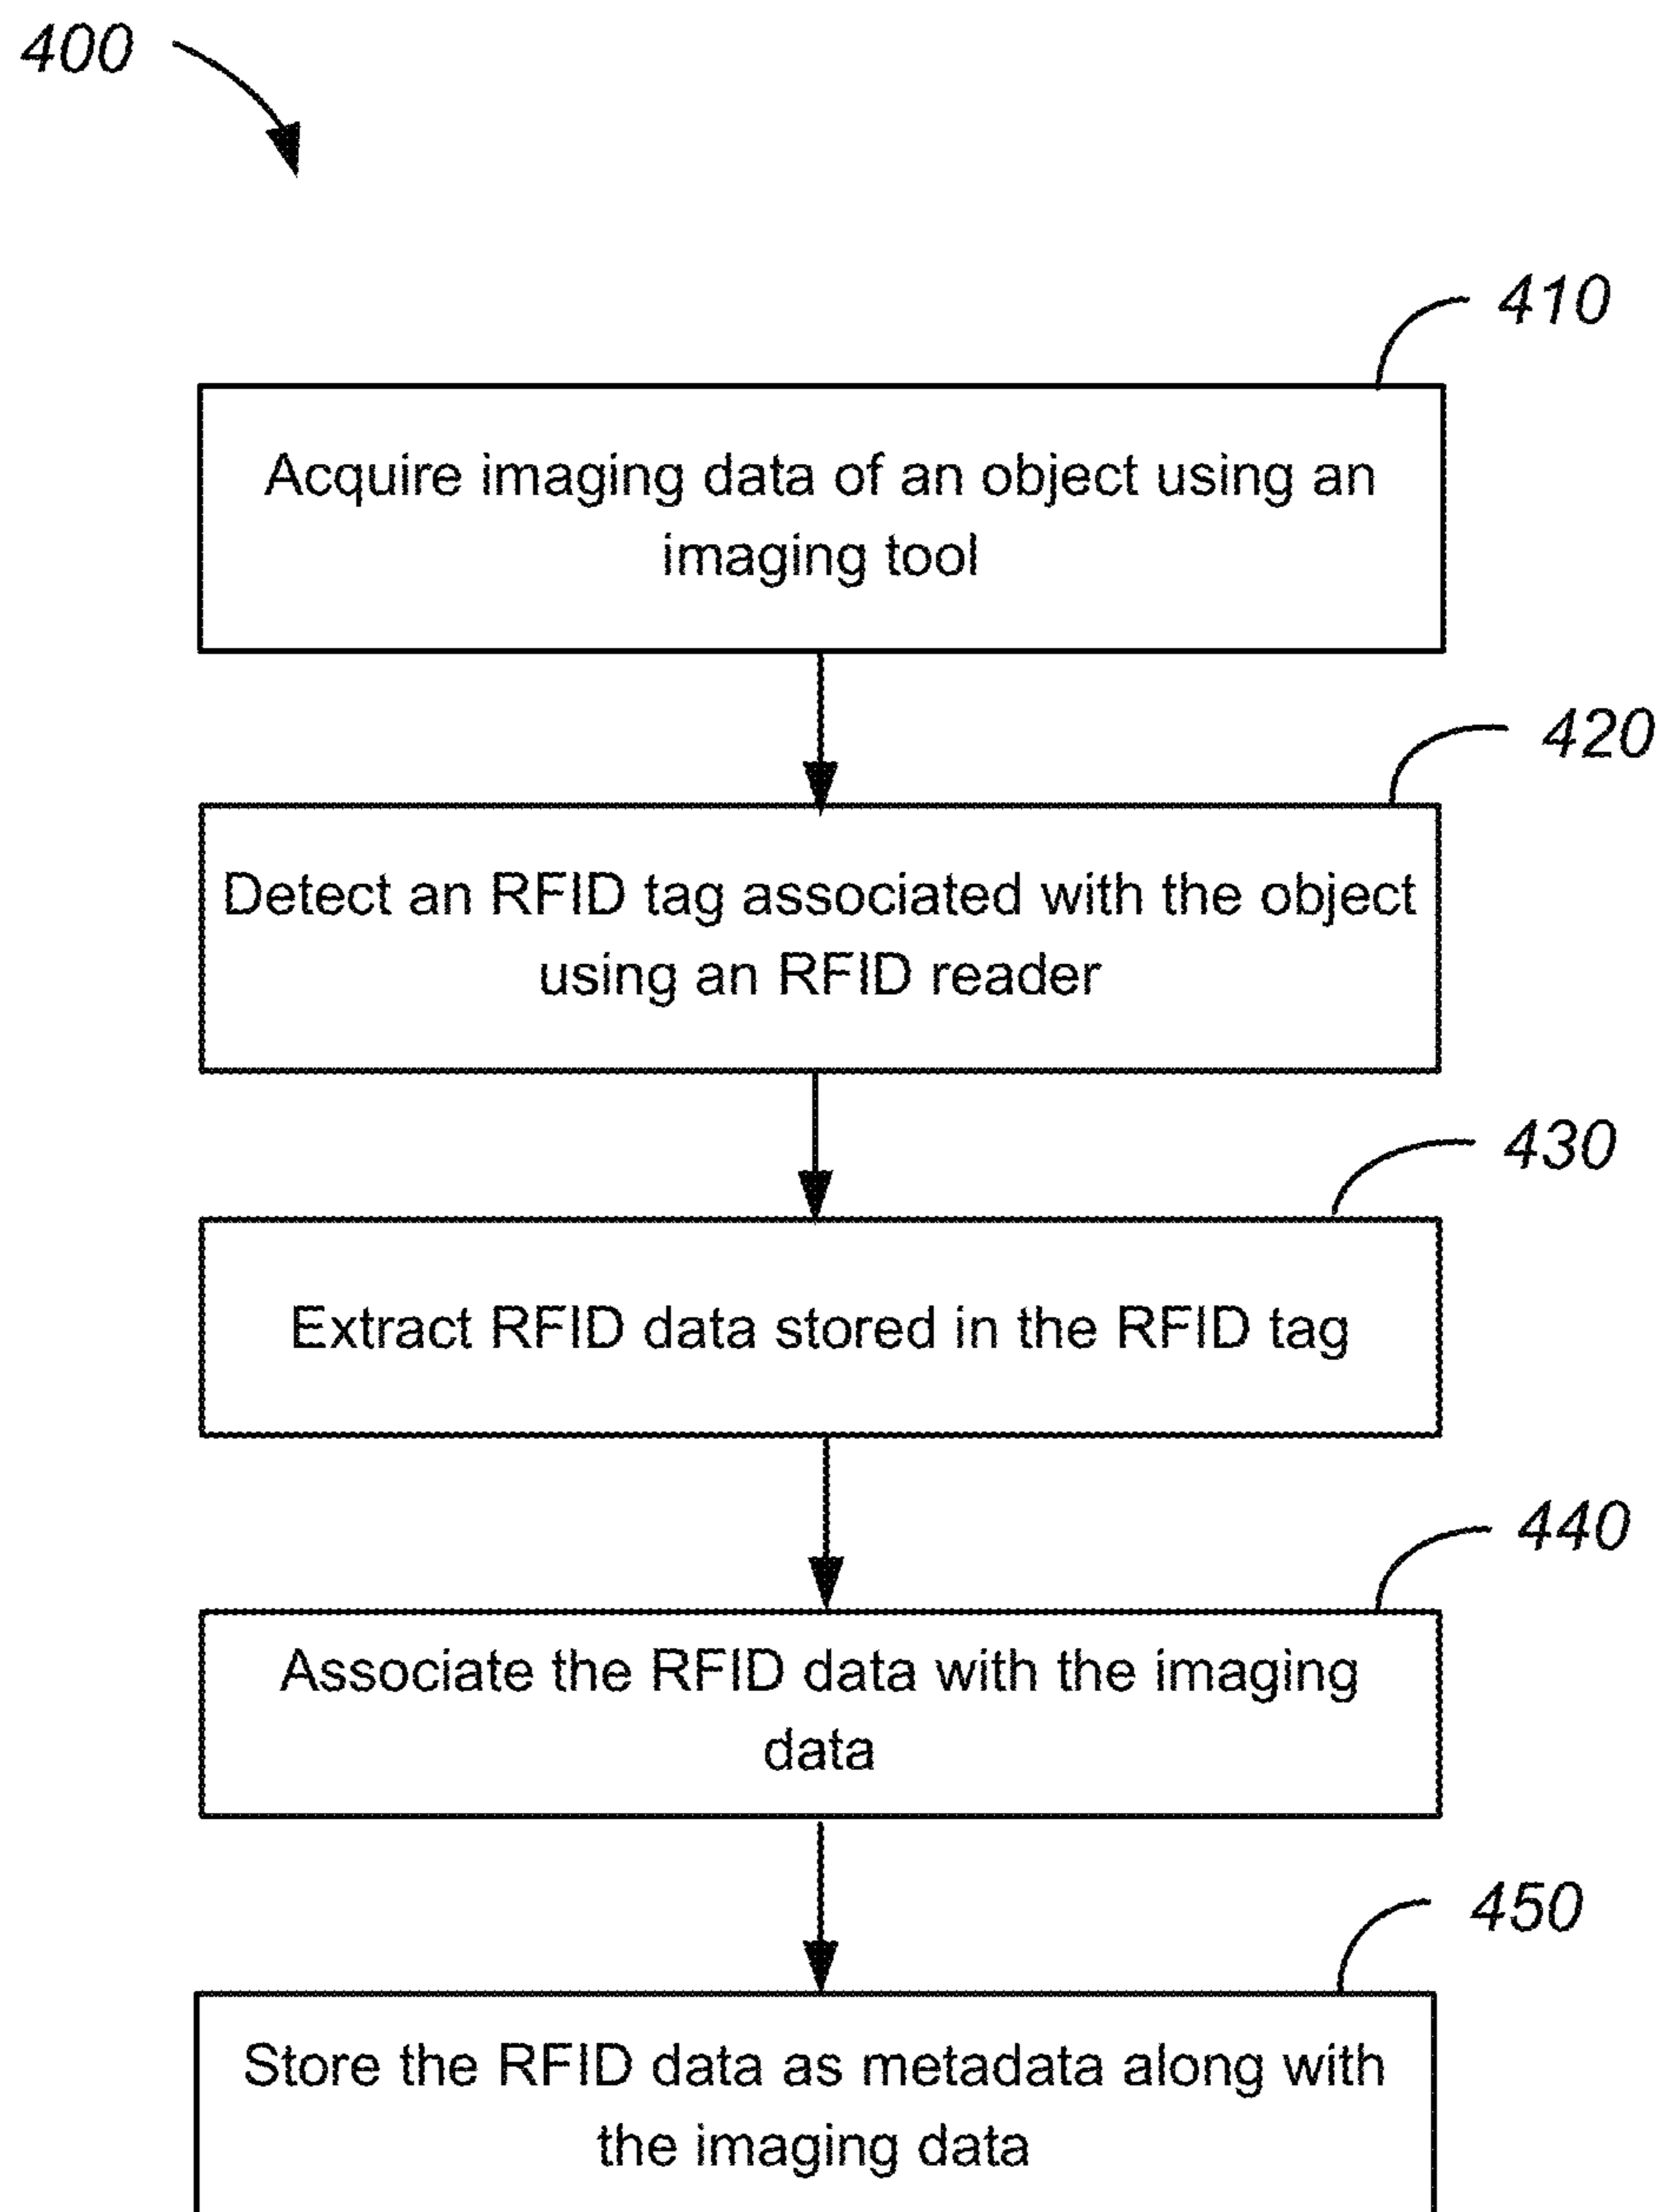 400
410
Acquire imaging data of an object using an
imaging tool
420
Detect an RFID tag associated with the object
using an RFID reader
430
Extract RFID data stored in the RFID tag
440
Associate the RFID data with the imaging
data
450
Store the RFID data as metadata along with
the imaging data